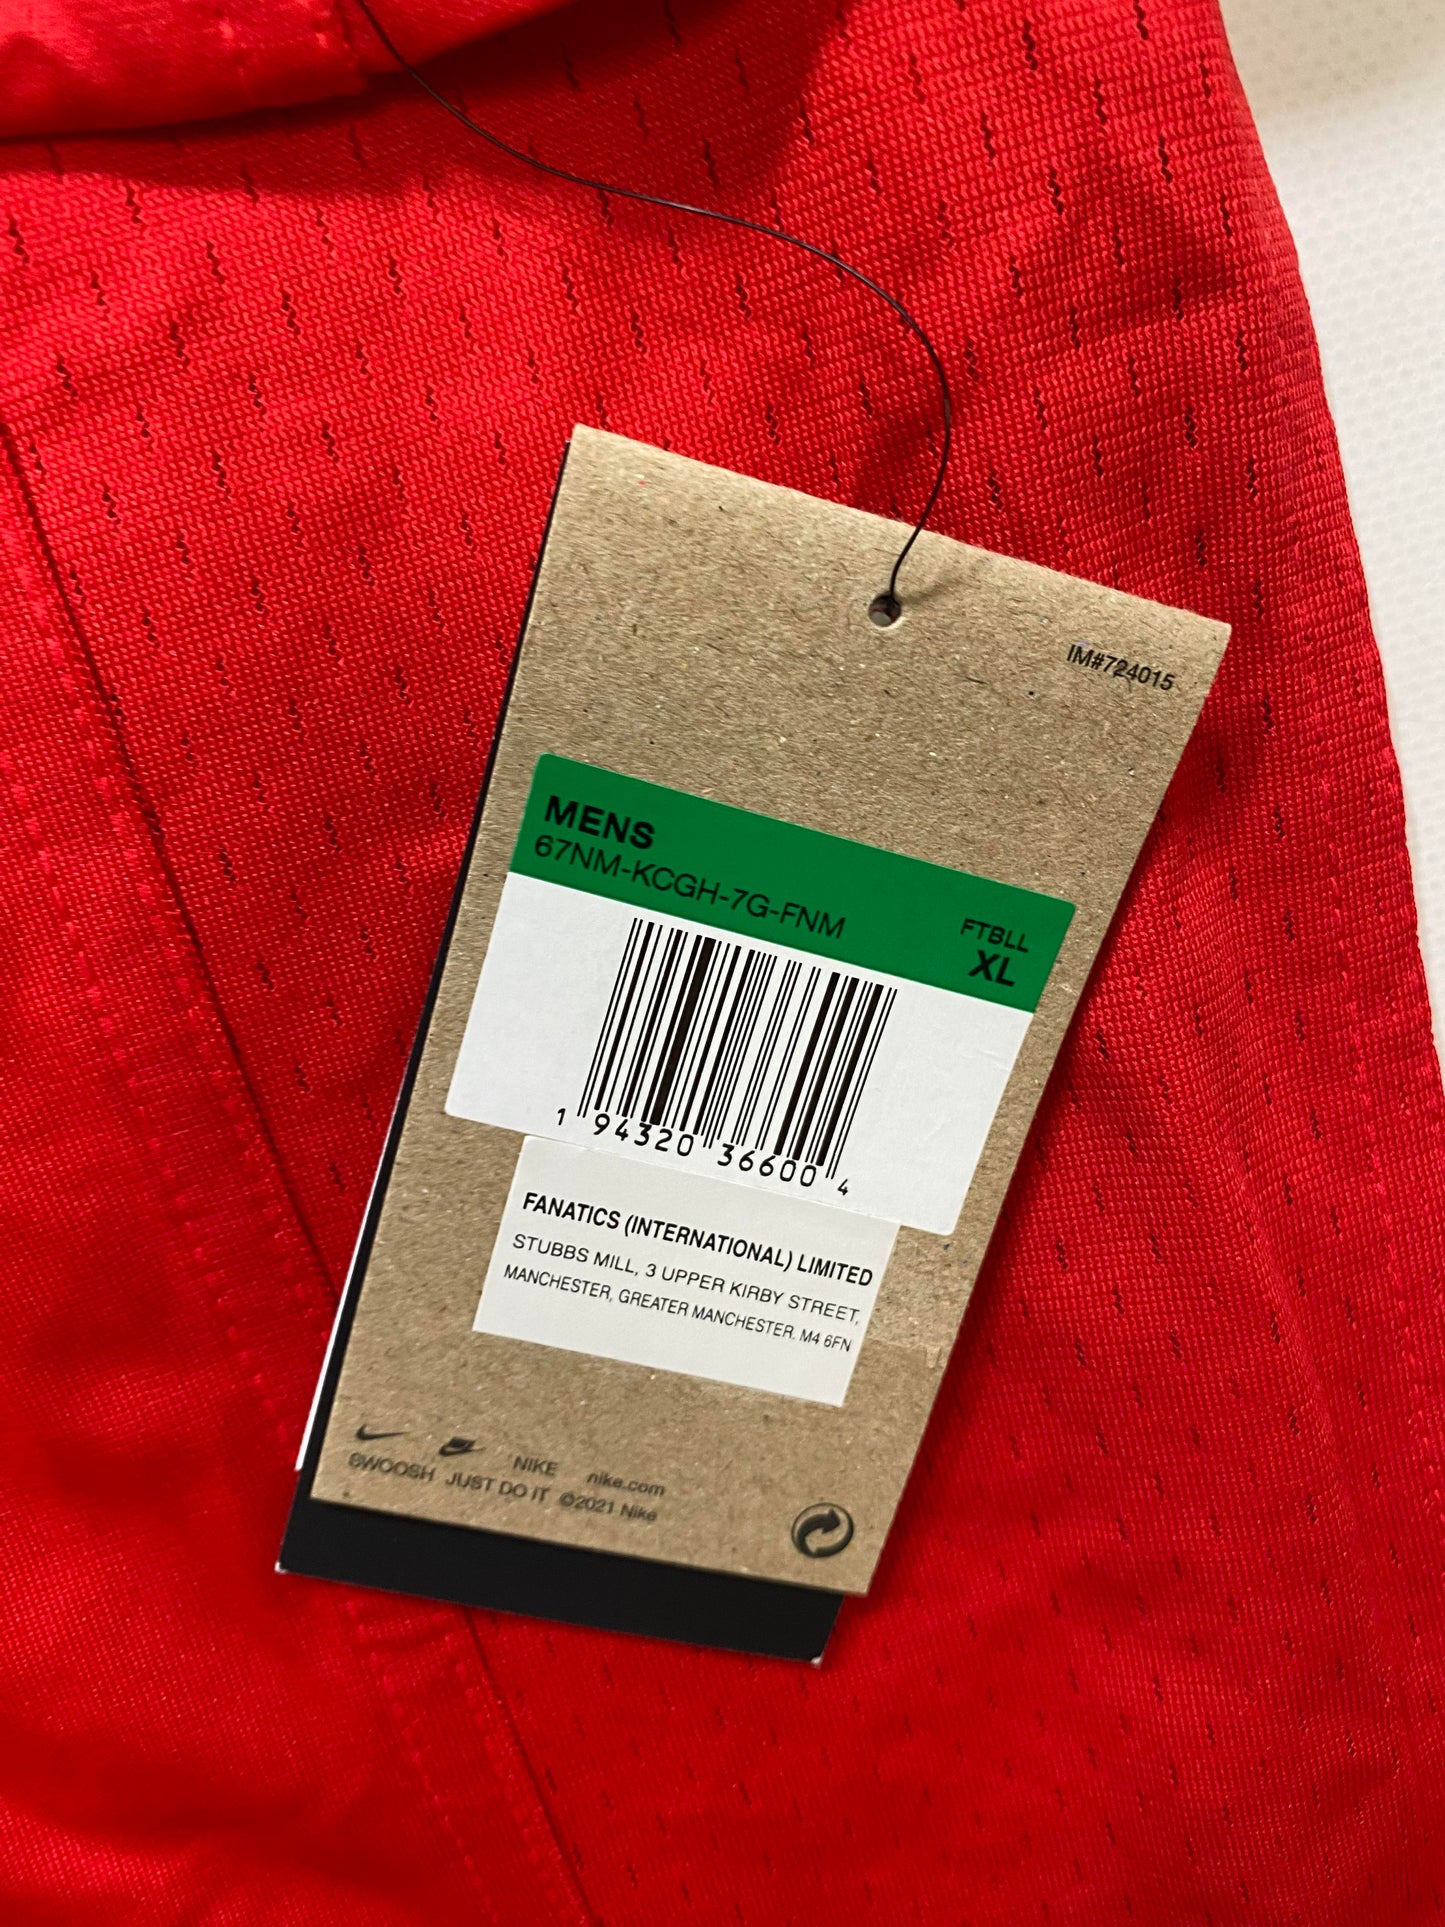 IM#724015
MENS
67NM-KCGH-7G-FNM
FTBLL
XL
1 94320 36600 4
FANATICS (INTERNATIONAL) LIMITED
STUBBS MILL, 3 UPPER KIRBY STREET,
MANCHESTER, GREATER MANCHESTER. M4 6FN
NIKE nike.com
SWOOSH JUST DO IT ©2021 Nike